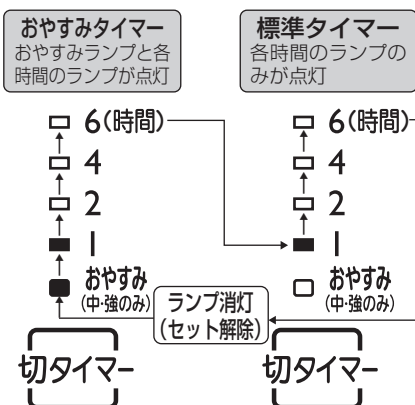 おやすみタイマー
おやすみランプと各
時間のランプが点灯
6(時間)
4
2
1
おやすみ
(中・強のみ)
切タイマー
標準タイマー
各時間のランプの
みが点灯
6(時間)
4
2
1
おやすみ
(中・強のみ)
切タイマー
ランプ消灯
(セット解除)